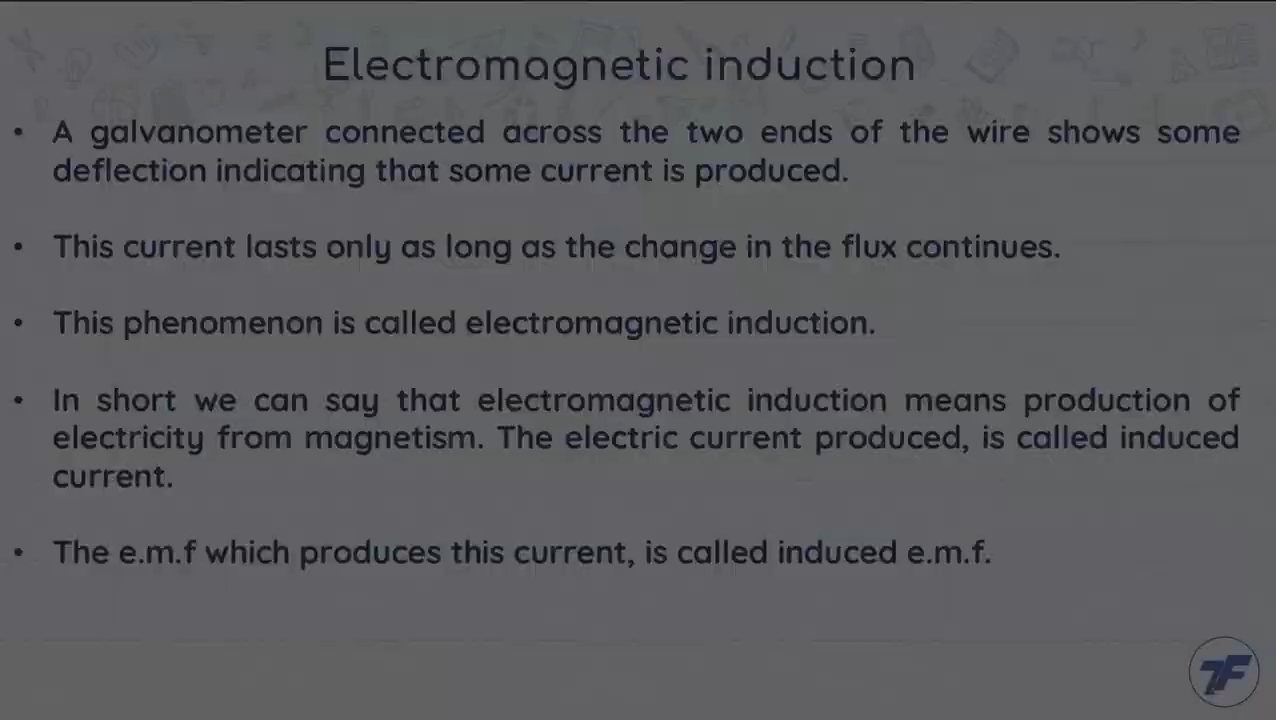 Electromagnetic induction
• A galvanometer connected across the two ends of the wire shows some
deflection indicating that some current is produced.
• This current lasts only as long as the change in the flux continues.
• This phenomenon is called electromagnetic induction.
• In short we can say that electromagnetic induction means production of
electricity from magnetism. The electric current produced, is called induced
current.
• The e.m.f which produces this current, is called induced e.m.f.
7F